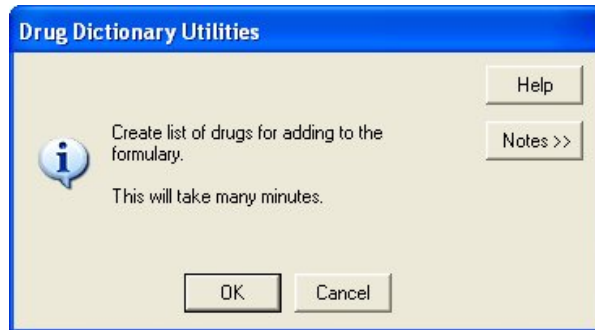 Drug Dictionary Utilities
Help
Create list of drugs for adding to the
formulary.
Notes >>
This will take many minutes.
OK
Cancel